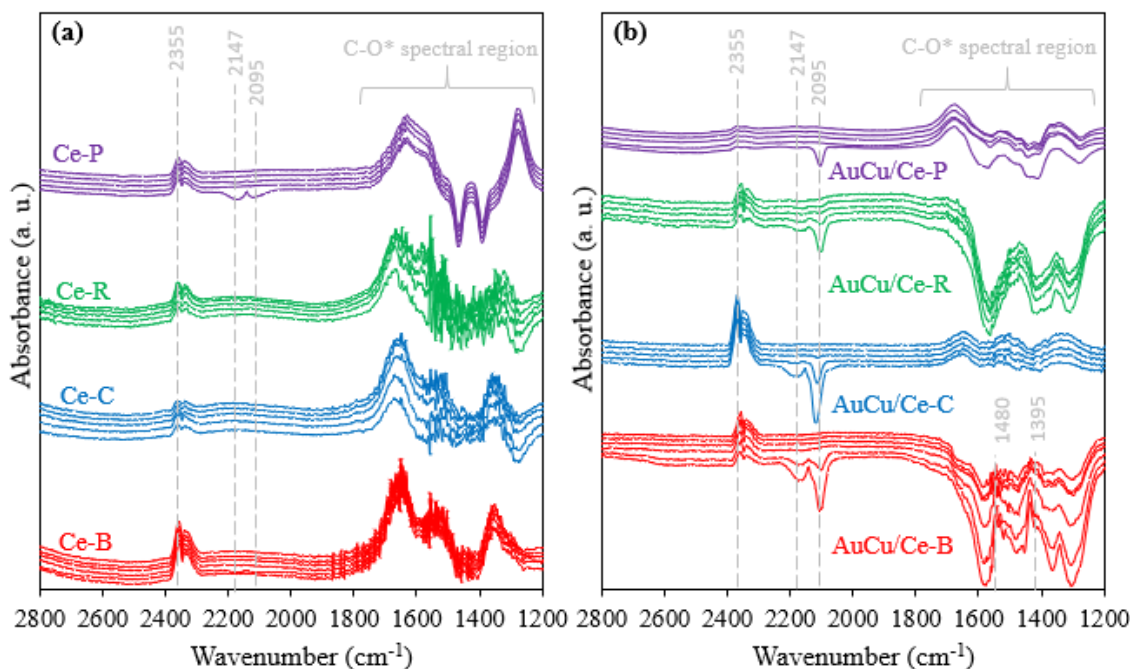 (a)
2355
2147
2095
C-O* spectral region
Ce-P
Ce-R
Ce-C
Ce-B
Absorbance (a. u.)
2800 2600 2400 2200 2000 1800 1600 1400 1200
Wavenumber (cm-1)
(b)
2355
2147
2095
C-O* spectral region
AuCu/Ce-P
AuCu/Ce-R
AuCu/Ce-C
1480
1395
AuCu/Ce-B
Absorbance (a. u.)
2800 2600 2400 2200 2000 1800 1600 1400 1200
Wavenumber (cm-1)